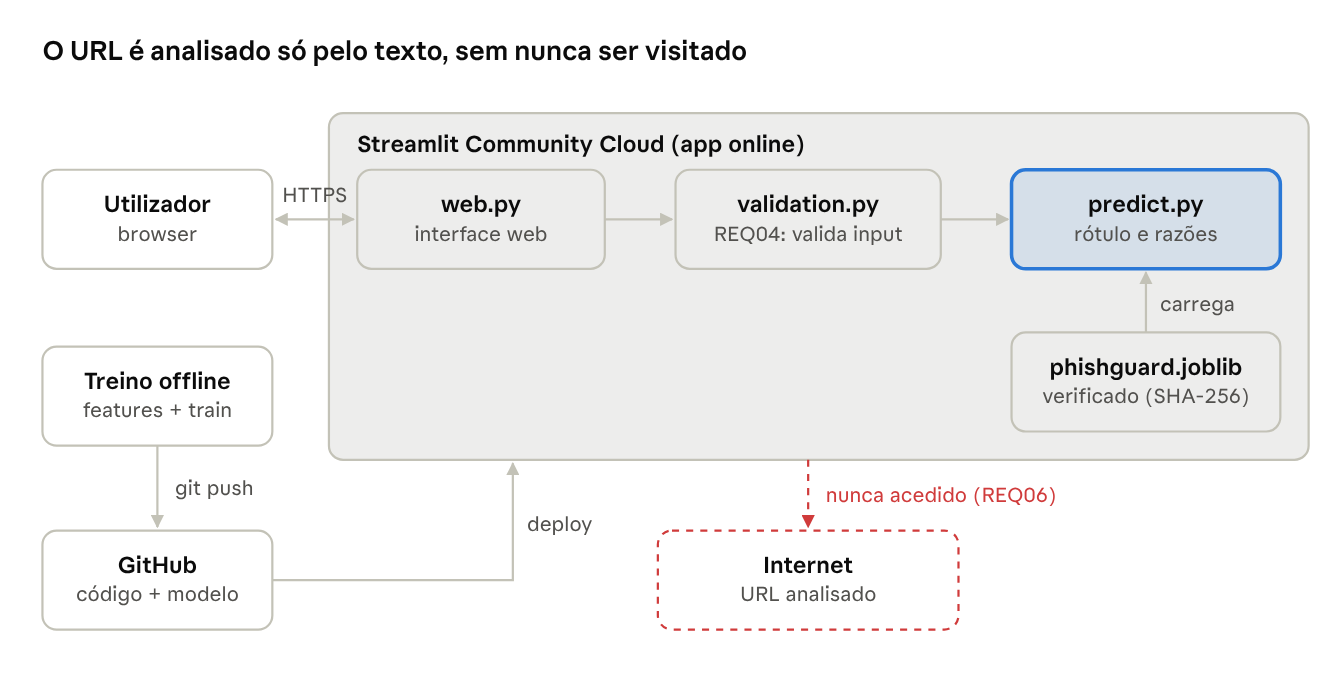 O URL é analisado só pelo texto, sem nunca ser visitado
Streamlit Community Cloud (app online)
Utilizador
browser
HTTPS
web.py
interface web
validation.py
REQ04: valida input
predict.py
rótulo e razões
carrega
phishguard.joblib
verificado (SHA-256)
Treino offline
features + train
git push
GitHub
código + modelo
deploy
nunca acedido (REQ06)
Internet
URL analisado